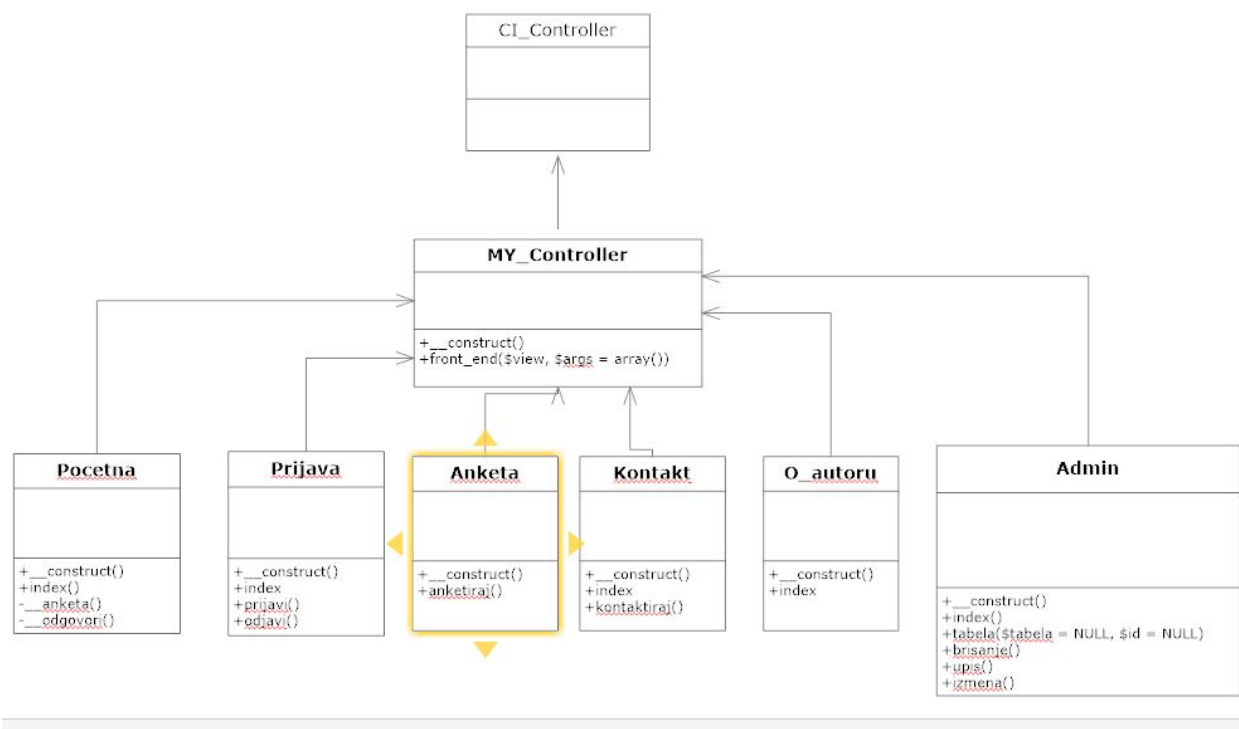 CI_Controller
MY_Controller
+__construct()
+front_end($view, $args = array())
Pocetna
+__construct()
+index()
-__anketa()
-__odgovori()
Prijava
+__construct()
+index
+prijavi()
+odjavi()
Anketa
+__construct()
+anketiraj()
Kontakt
+__construct()
+index
+kontaktiraj()
O_autoru
+__construct()
+index
Admin
+__construct()
+index()
+tabela($tabela = NULL, $id = NULL)
+brisanje()
+upis()
+izmena()